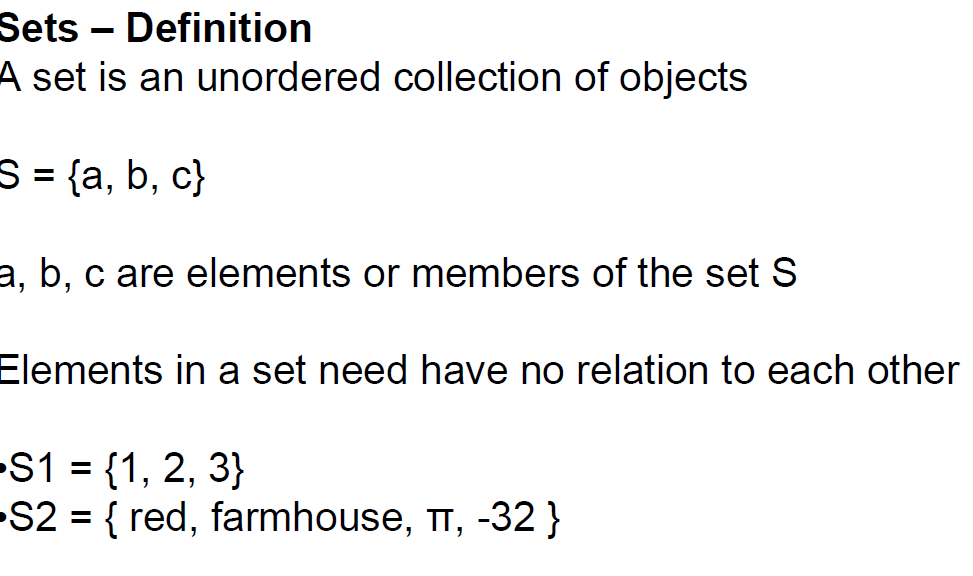 Sets – Definition
A set is an unordered collection of objects
S = {a, b, c}
a, b, c are elements or members of the set S
Elements in a set need have no relation to each other
•S1 = {1, 2, 3}
•S2 = { red, farmhouse, π, -32 }